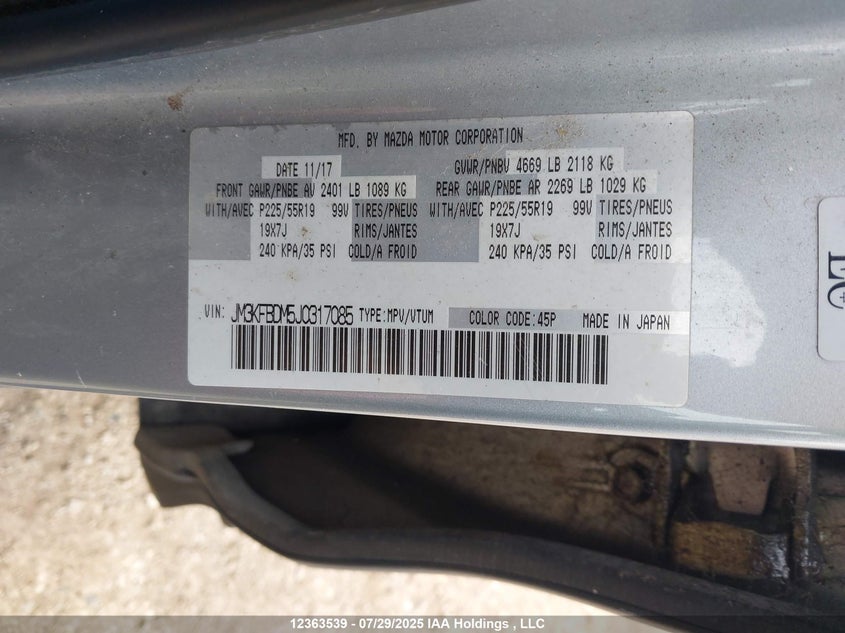 MFD. BY MAZDA MOTOR CORPORATION
DATE 11/17 GVWR/PNBV 4669 LB 2118 KG
FRONT GAWR/PNBE AV 2401 LB 1089 KG REAR GAWR/PNBE AR 2269 LB 1029 KG
WITH/AVEC P225/55R19 99V TIRES/PNEUS WITH/AVEC P225/55R19 99V TIRES/PNEUS
19X7J RIMS/JANTES 19X7J RIMS/JANTES
240 KPA/35 PSI COLD/A FROID 240 KPA/35 PSI COLD/A FROID
VIN: JM3KFBDM5J0317085 TYPE:MPV/VTUM COLOR CODE:45P MADE IN JAPAN
12363539 - 07/29/2025 IAA Holdings , LLC